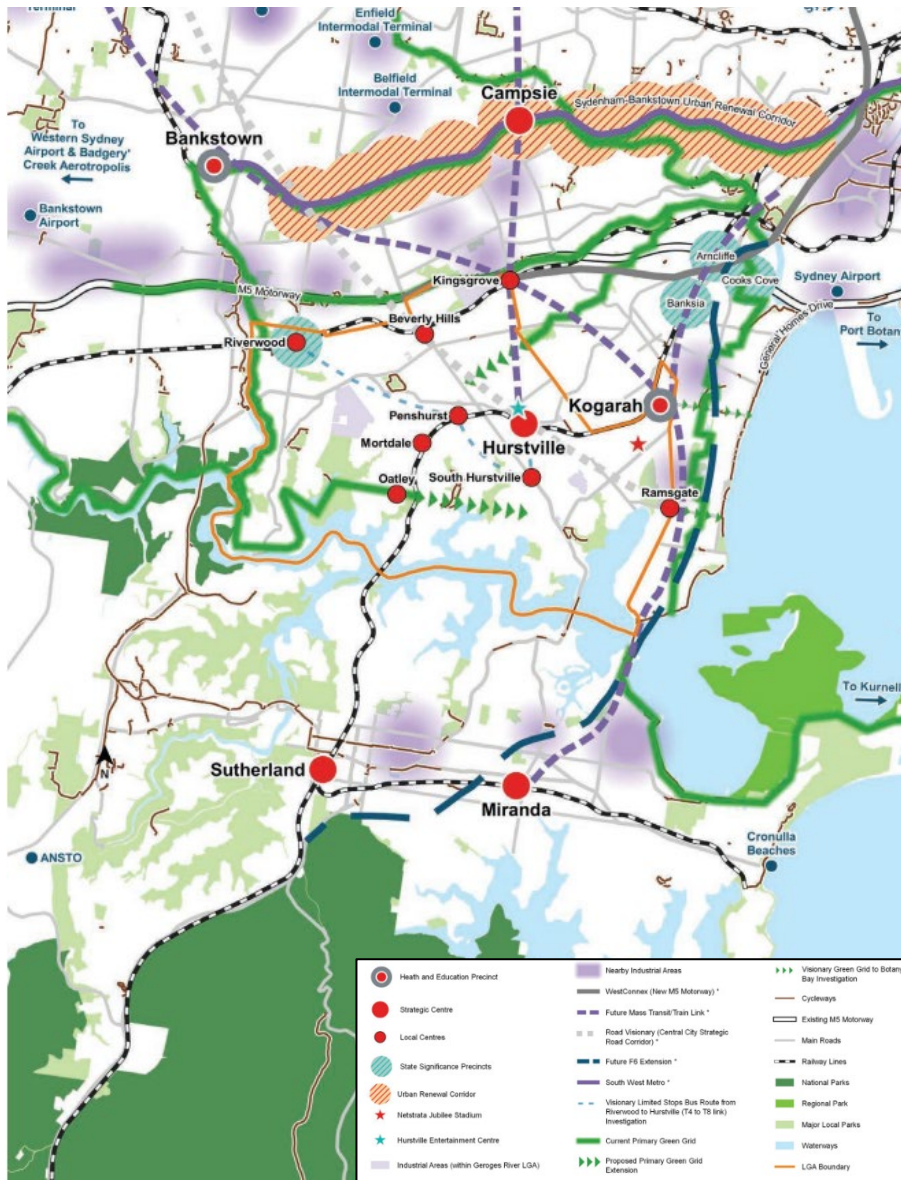 Terminal
Enfield
Intermodal Terminal
Belfield
Intermodal Terminal
Campsie
Sydenham-Bankstown Urban Renewal Corridor
To
Western Sydney
Airport & Badgery'
Creek Aerotropolis
Bankstown
Bankstown
Airport
M5 Motorway
Kingsgrove
Arncliffe
Cooks Cove
Sydney Airport
Banksia
General Homes Drive
To
Port Botany
Beverly Hills
Riverwood
Penshurst
Kogarah
Hurstville
Mortdale
Oatley
South Hurstville
Ramsgate
To Kurnell
N
Sutherland
Miranda
ANSTO
Cronulla
Beaches
Heath and Education Precinct
Strategic Centre
Local Centres
State Significance Precincts
Urban Renewal Corridor
Netstrata Jubilee Stadium
Hurstville Entertainment Centre
Industrial Areas (within Geroges River LGA)
Nearby Industrial Areas
WestConnex (New M5 Motorway) *
Future Mass Transit/Train Link *
Road Visionary (Central City Strategic
Road Corridor) *
Future F6 Extension *
South West Metro *
Visionary Limited Stops Bus Route from
Riverwood to Hurstville (T4 to T8 link)
Investigation
Current Primary Green Grid
Proposed Primary Green Grid
Extension
Visionary Green Grid to Botany
Bay Investigation
Cycleways
Existing M5 Motorway
Main Roads
Railway Lines
National Parks
Regional Park
Major Local Parks
Waterways
LGA Boundary